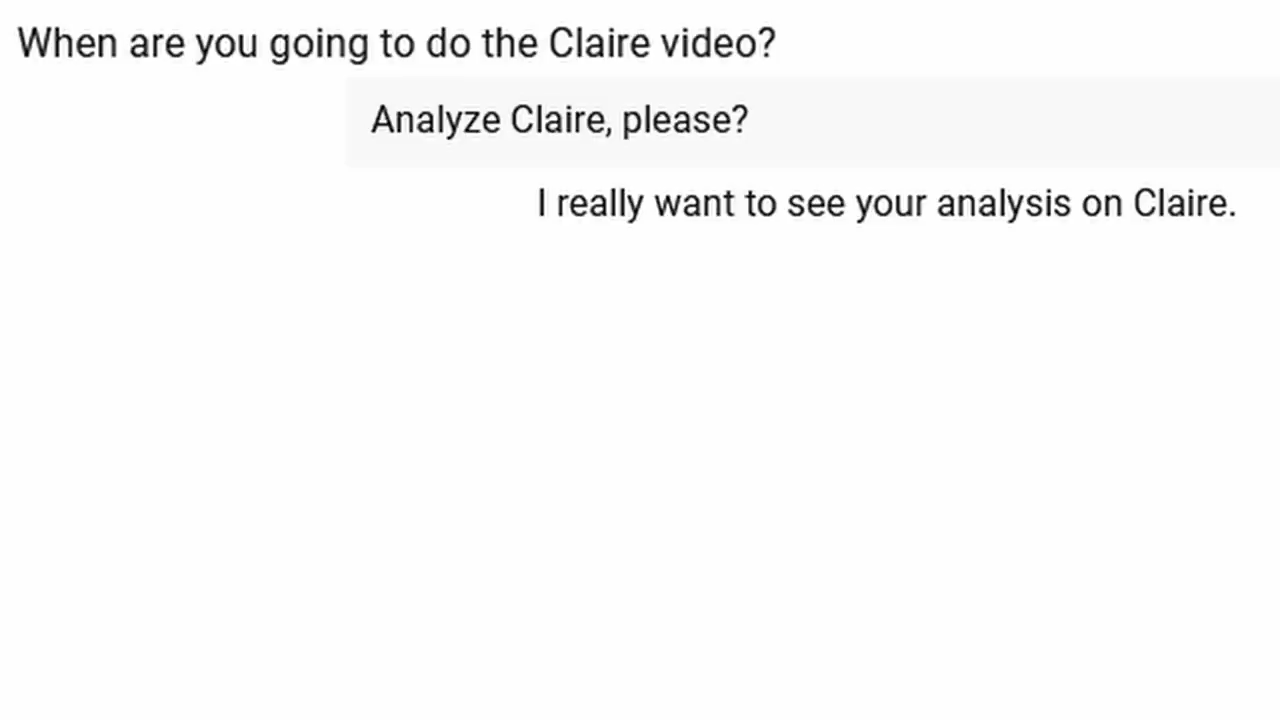 When are you going to do the Claire video?
Analyze Claire, please?
I really want to see your analysis on Claire.